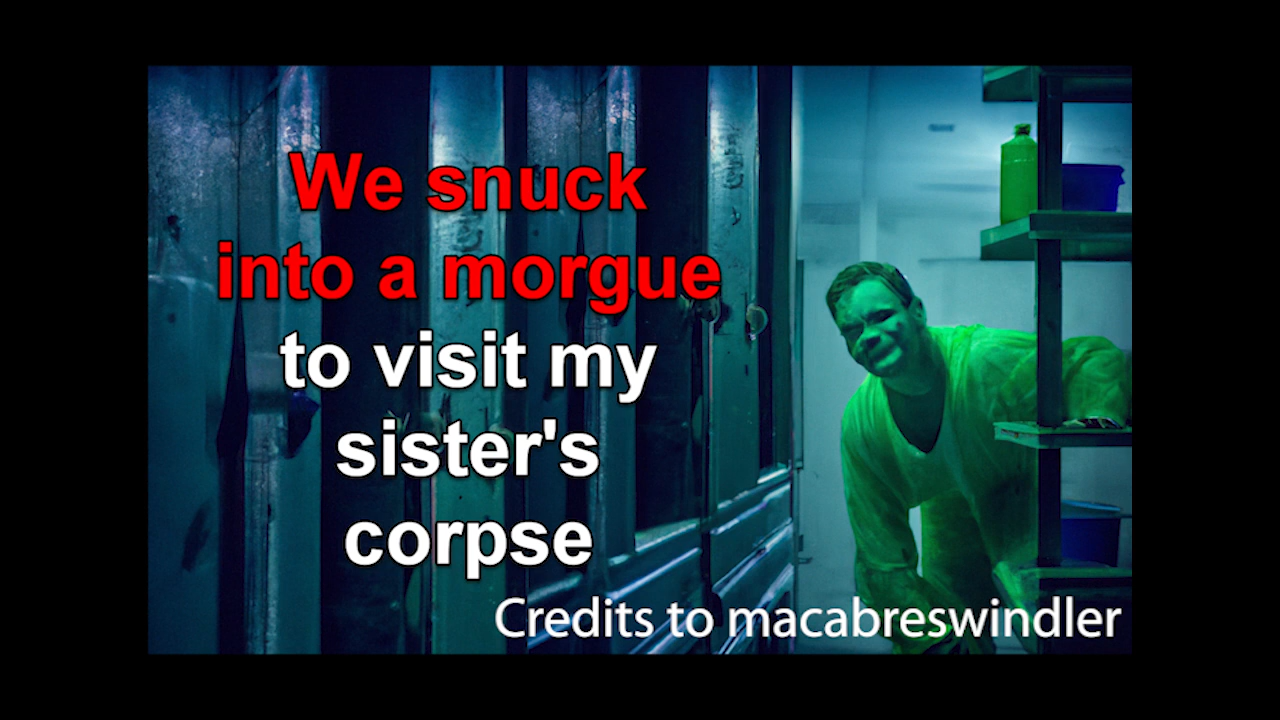 We snuck
into a morgue
to visit my
sister's
corpse
Credits to macabreswindler